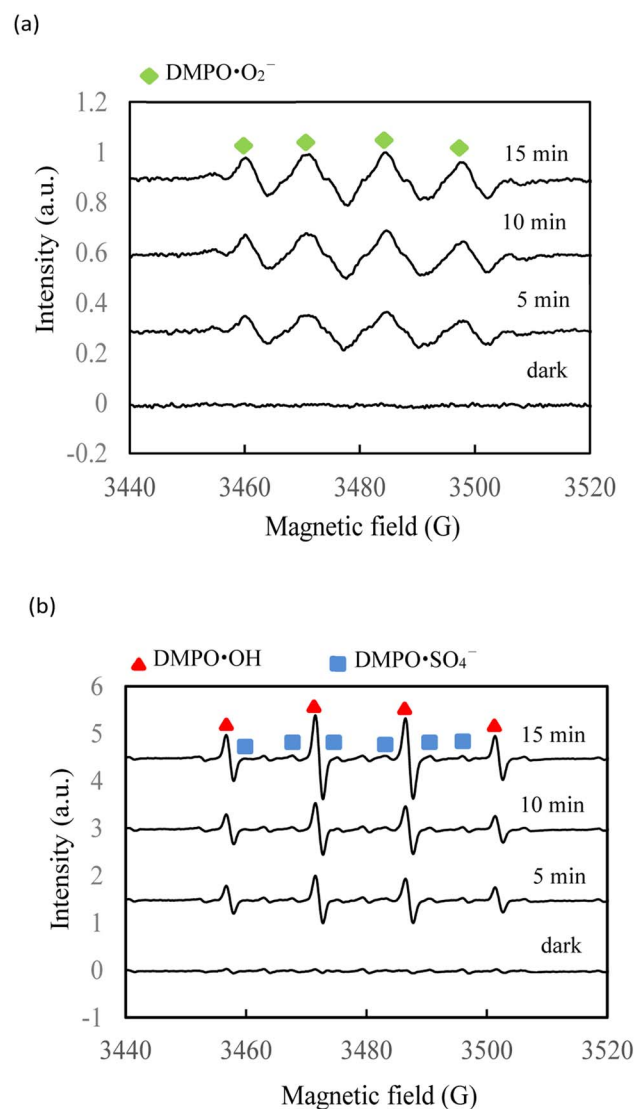 (a)
DMPO•O₂⁻
1.2
1
0.8
0.6
0.4
0.2
0
-0.2
15 min
10 min
5 min
dark
3440 3460 3480 3500 3520
Intensity (a.u.)
Magnetic field (G)
(b)
DMPO•OH DMPO•SO₄⁻
6
5
4
3
2
1
0
-1
15 min
10 min
5 min
dark
3440 3460 3480 3500 3520
Intensity (a.u.)
Magnetic field (G)